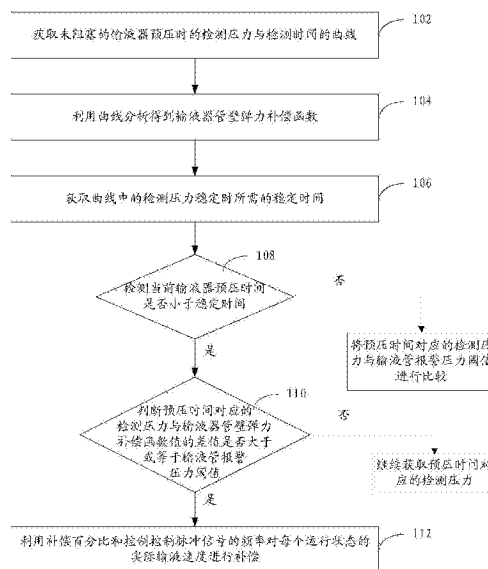 获取未阻塞的输液器预压时的检测压力与检测时间的曲线
102
利用曲线分析得到输液器管壁弹力补偿函数
104
获取曲线中的检测压力稳定时所需的稳定时间
106
108
检测当前输液器预压时间
是否小于稳定时间
否
是
将预压时间对应的检测压
力与输液管报警压力阈值
进行比较
110
判断预压时间对应的
检测压力与输液器管壁弹力
补偿函数值的差值是否大于
或等于输液管报警
压力阈值
否
继续获取预压时间对
应的检测压力
是
利用补偿百分比和控制控制脉冲信号的频率对每个运行状态的
实际输液速度进行补偿
112